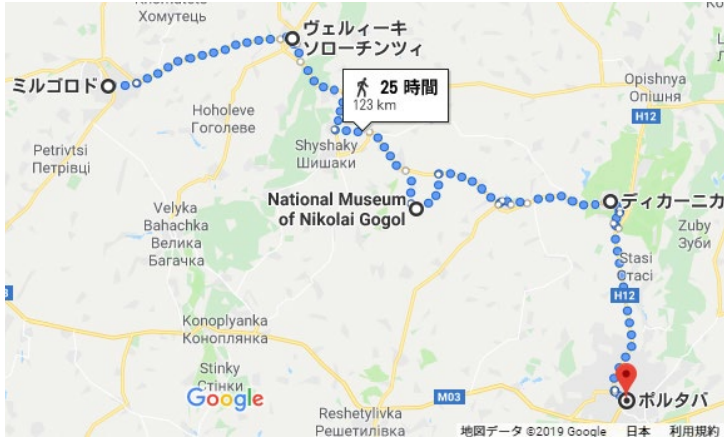 Хомутець
ヴェルィーキ
ソローチンツィ
ミルゴロド
25 時間
123 km
Opishnya
Опішня
H12
Hoholeve
Гоголеве
Petrivtsi
Петрівці
Shyshaky
Шишаки
National Museum
of Nikolai Gogol
ディカーニカ
Velyka
Bahachka
Велика
Багачка
Zuby
Зуби
Stasi
Стасі
H12
Konoplyanka
Коноплянка
Stinky
Стінки
Google
M03
ポルタバ
Reshetylivka
Решетилівка
地図データ ©2019 Google 日本 利用規約